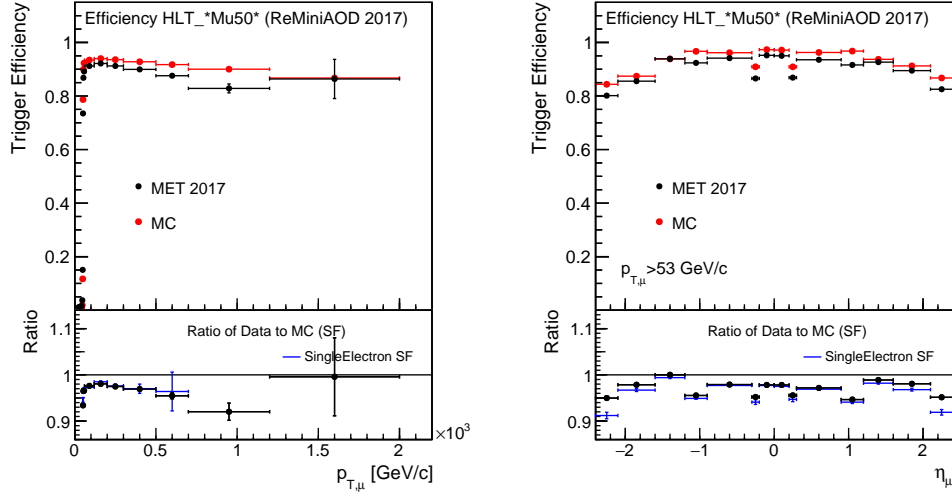 Efficiency HLT_*Mu50* (ReMiniAOD 2017)
Trigger Efficiency
1
0.8
0.6
0.4
0.2
MET 2017
MC
Ratio
1.1
1
0.9
Ratio of Data to MC (SF)
SingleElectron SF
0 0.5 1 1.5 2
×10³
p_{T,μ} [GeV/c]
Efficiency HLT_*Mu50* (ReMiniAOD 2017)
Trigger Efficiency
1
0.8
0.6
0.4
0.2
MET 2017
MC
p_{T,μ}>53 GeV/c
Ratio
1.1
1
0.9
Ratio of Data to MC (SF)
SingleElectron SF
−2 −1 0 1 2
η_μ